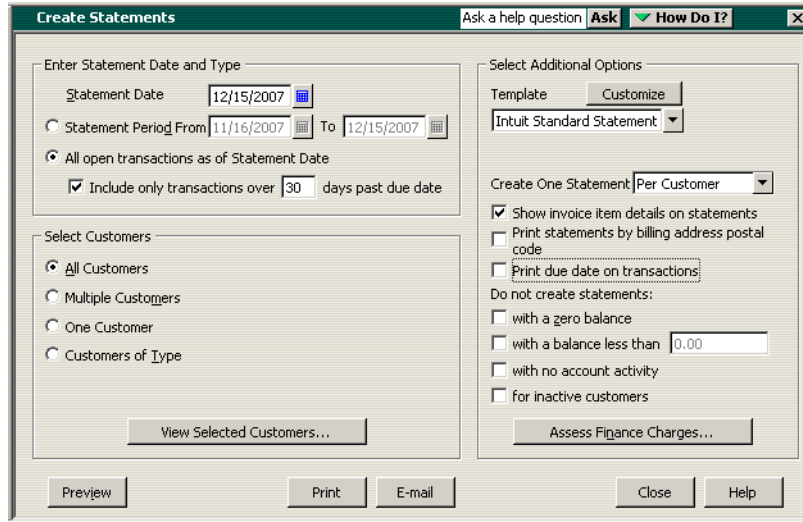 Create Statements
Ask a help question Ask How Do I?
Enter Statement Date and Type
Statement Date 12/15/2007
Statement Period From 11/16/2007 To 12/15/2007
All open transactions as of Statement Date
Include only transactions over 30 days past due date
Select Customers
All Customers
Multiple Customers
One Customer
Customers of Type
View Selected Customers...
Select Additional Options
Template Customize
Intuit Standard Statement
Create One Statement Per Customer
Show invoice item details on statements
Print statements by billing address postal
code
Print due date on transactions
Do not create statements:
with a zero balance
with a balance less than 0.00
with no account activity
for inactive customers
Assess Finance Charges...
Preview Print E-mail Close Help